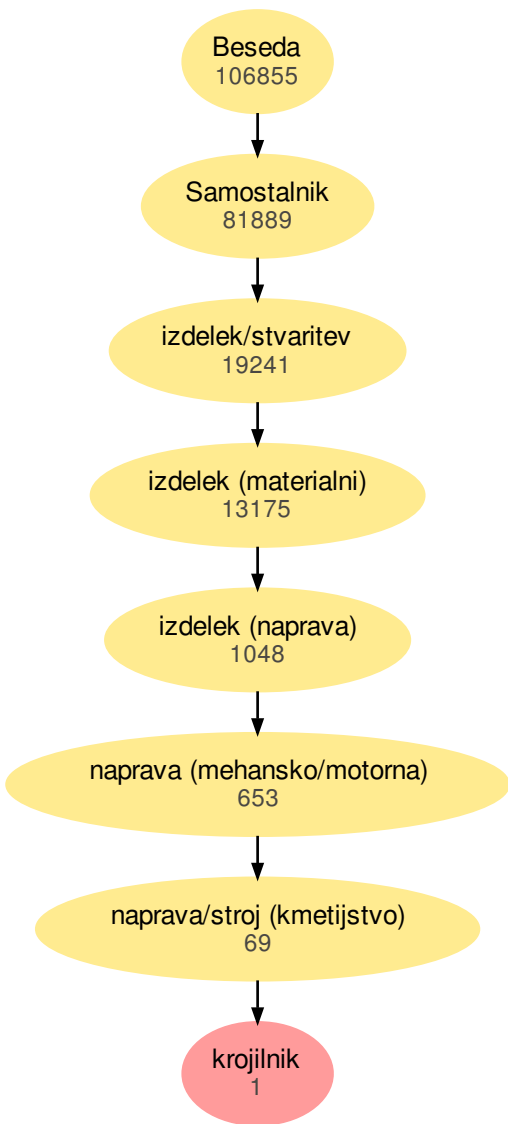 Beseda
106855
Samostalnik
81889
izdelek/stvaritev
19241
izdelek (materialni)
13175
izdelek (naprava)
1048
naprava (mehansko/motorna)
653
naprava/stroj (kmetijstvo)
69
krojilnik
1